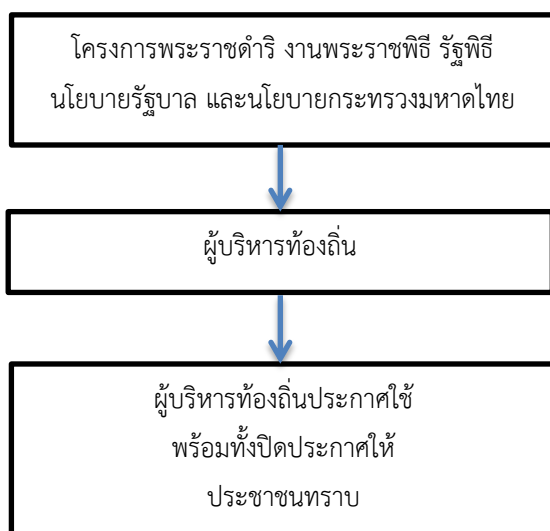 โครงการพระราชดำริ งานพระราชพิธี รัฐพิธี
นโยบายรัฐบาล และนโยบายกระทรวงมหาดไทย
ผู้บริหารท้องถิ่น
ผู้บริหารท้องถิ่นประกาศใช้
พร้อมทั้งปิดประกาศให้
ประชาชนทราบ